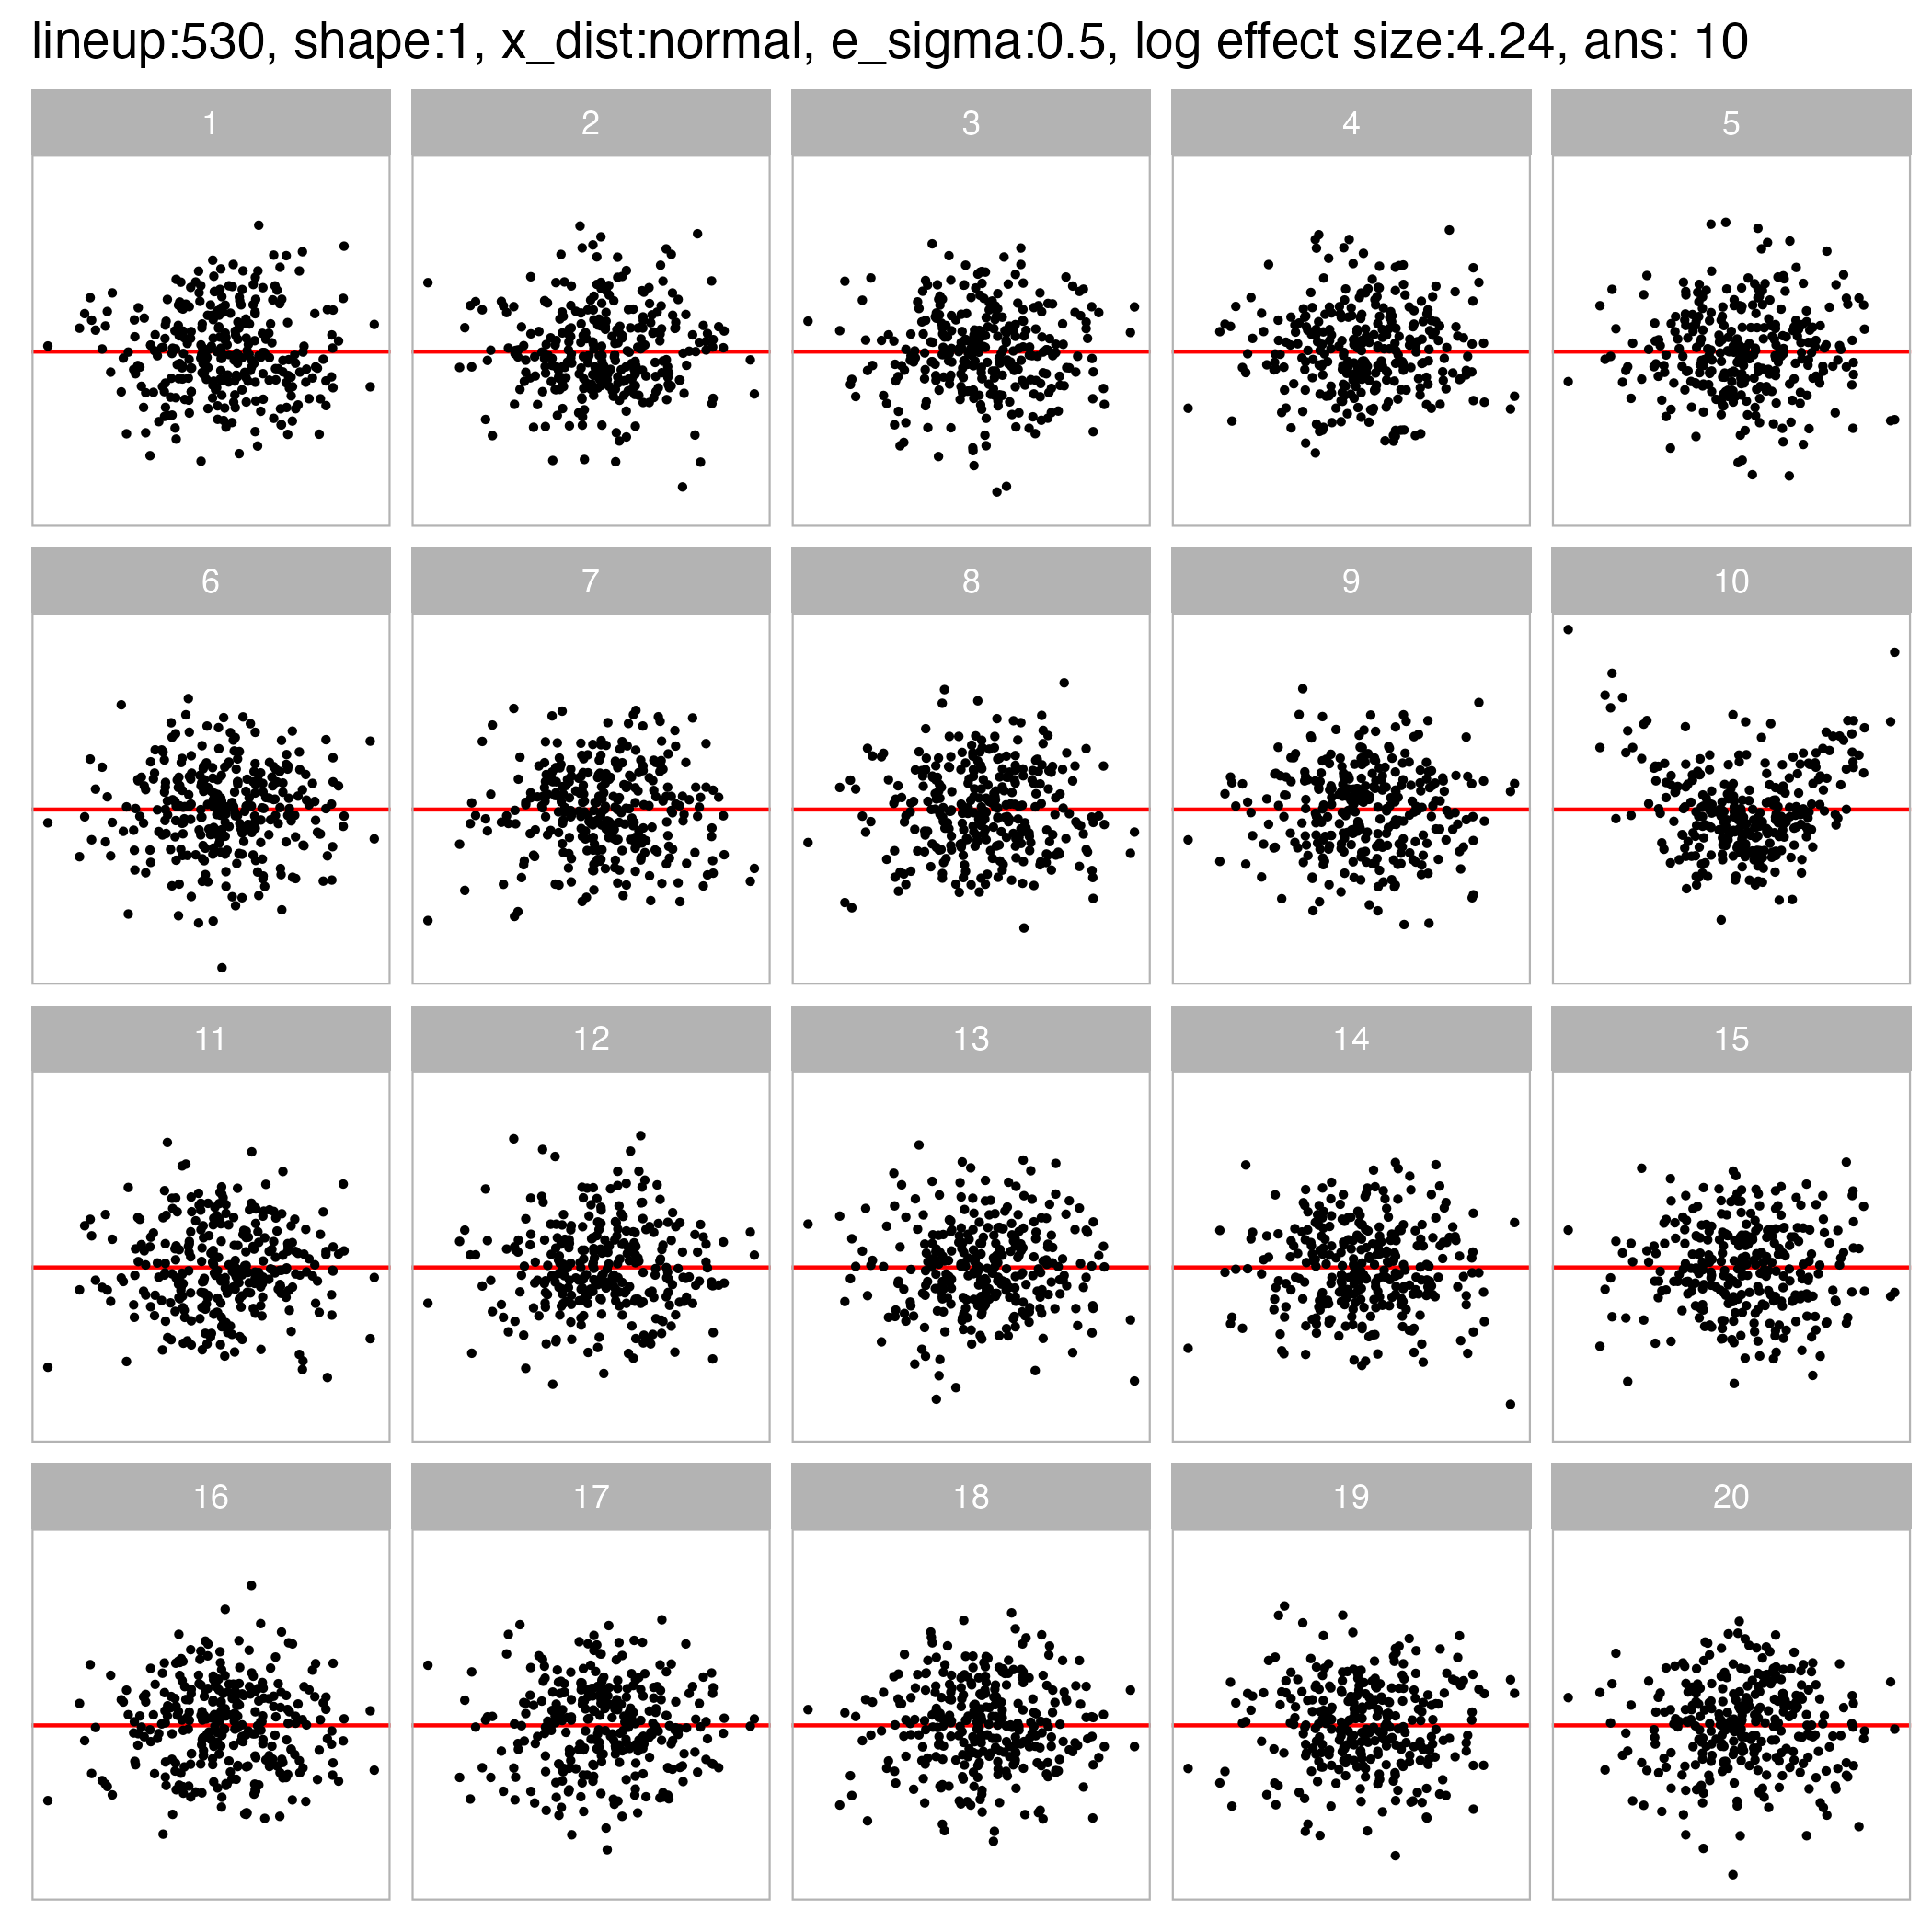 lineup:530, shape:1, x_dist:normal, e_sigma:0.5, log effect size:4.24, ans: 10
1 2 3 4 5
6 7 8 9 10
11 12 13 14 15
16 17 18 19 20